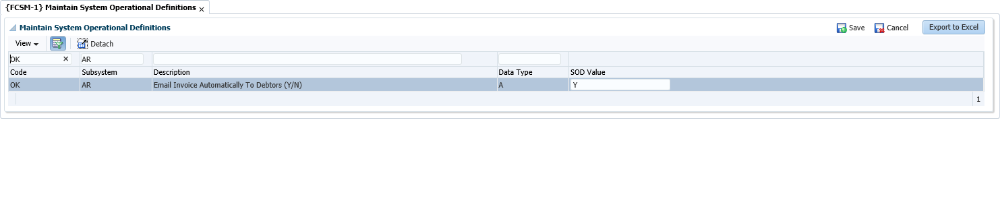 {FCSM-1} Maintain System Operational Definitions
Maintain System Operational Definitions
Save Cancel Export to Excel
View Detach
OK AR
Code Subsystem Description Data Type SOD Value
OK AR Email Invoice Automatically To Debtors (Y/N) A Y
1